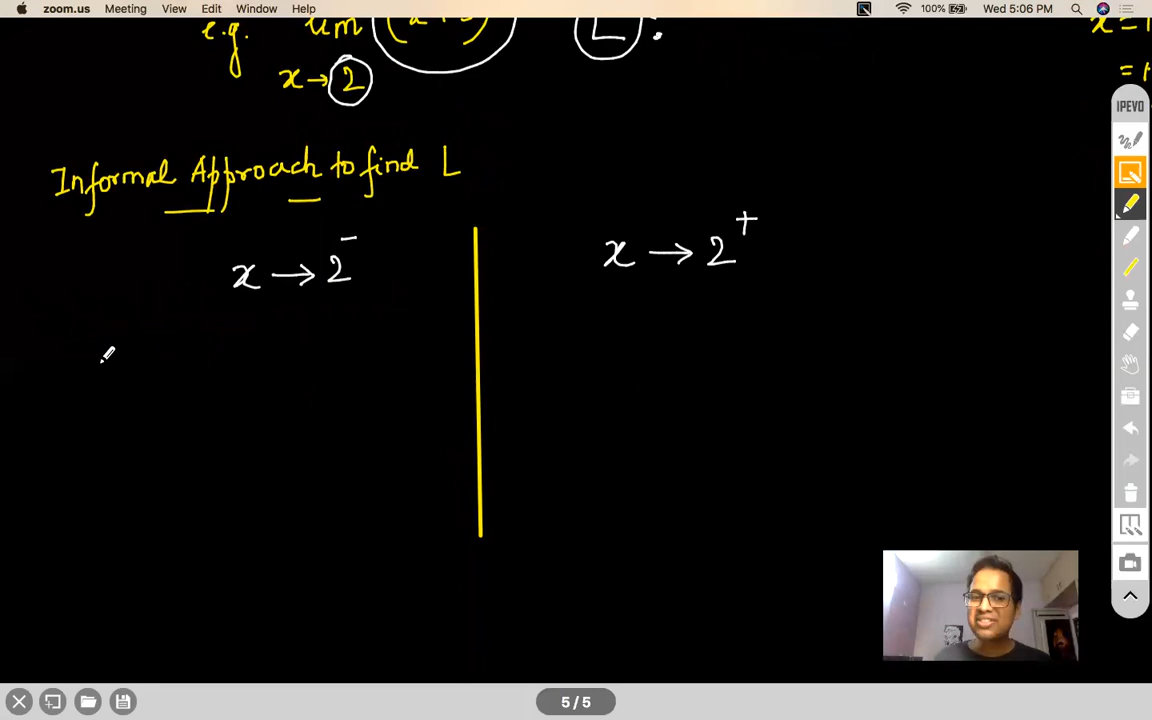 zoom.us Meeting View Edit Window Help 100% Wed 5:06 PM
e.g. lim L .
x → 2
x =
=
IPEVO
Informal Approach to find L
x → 2⁻
x → 2⁺
5 / 5